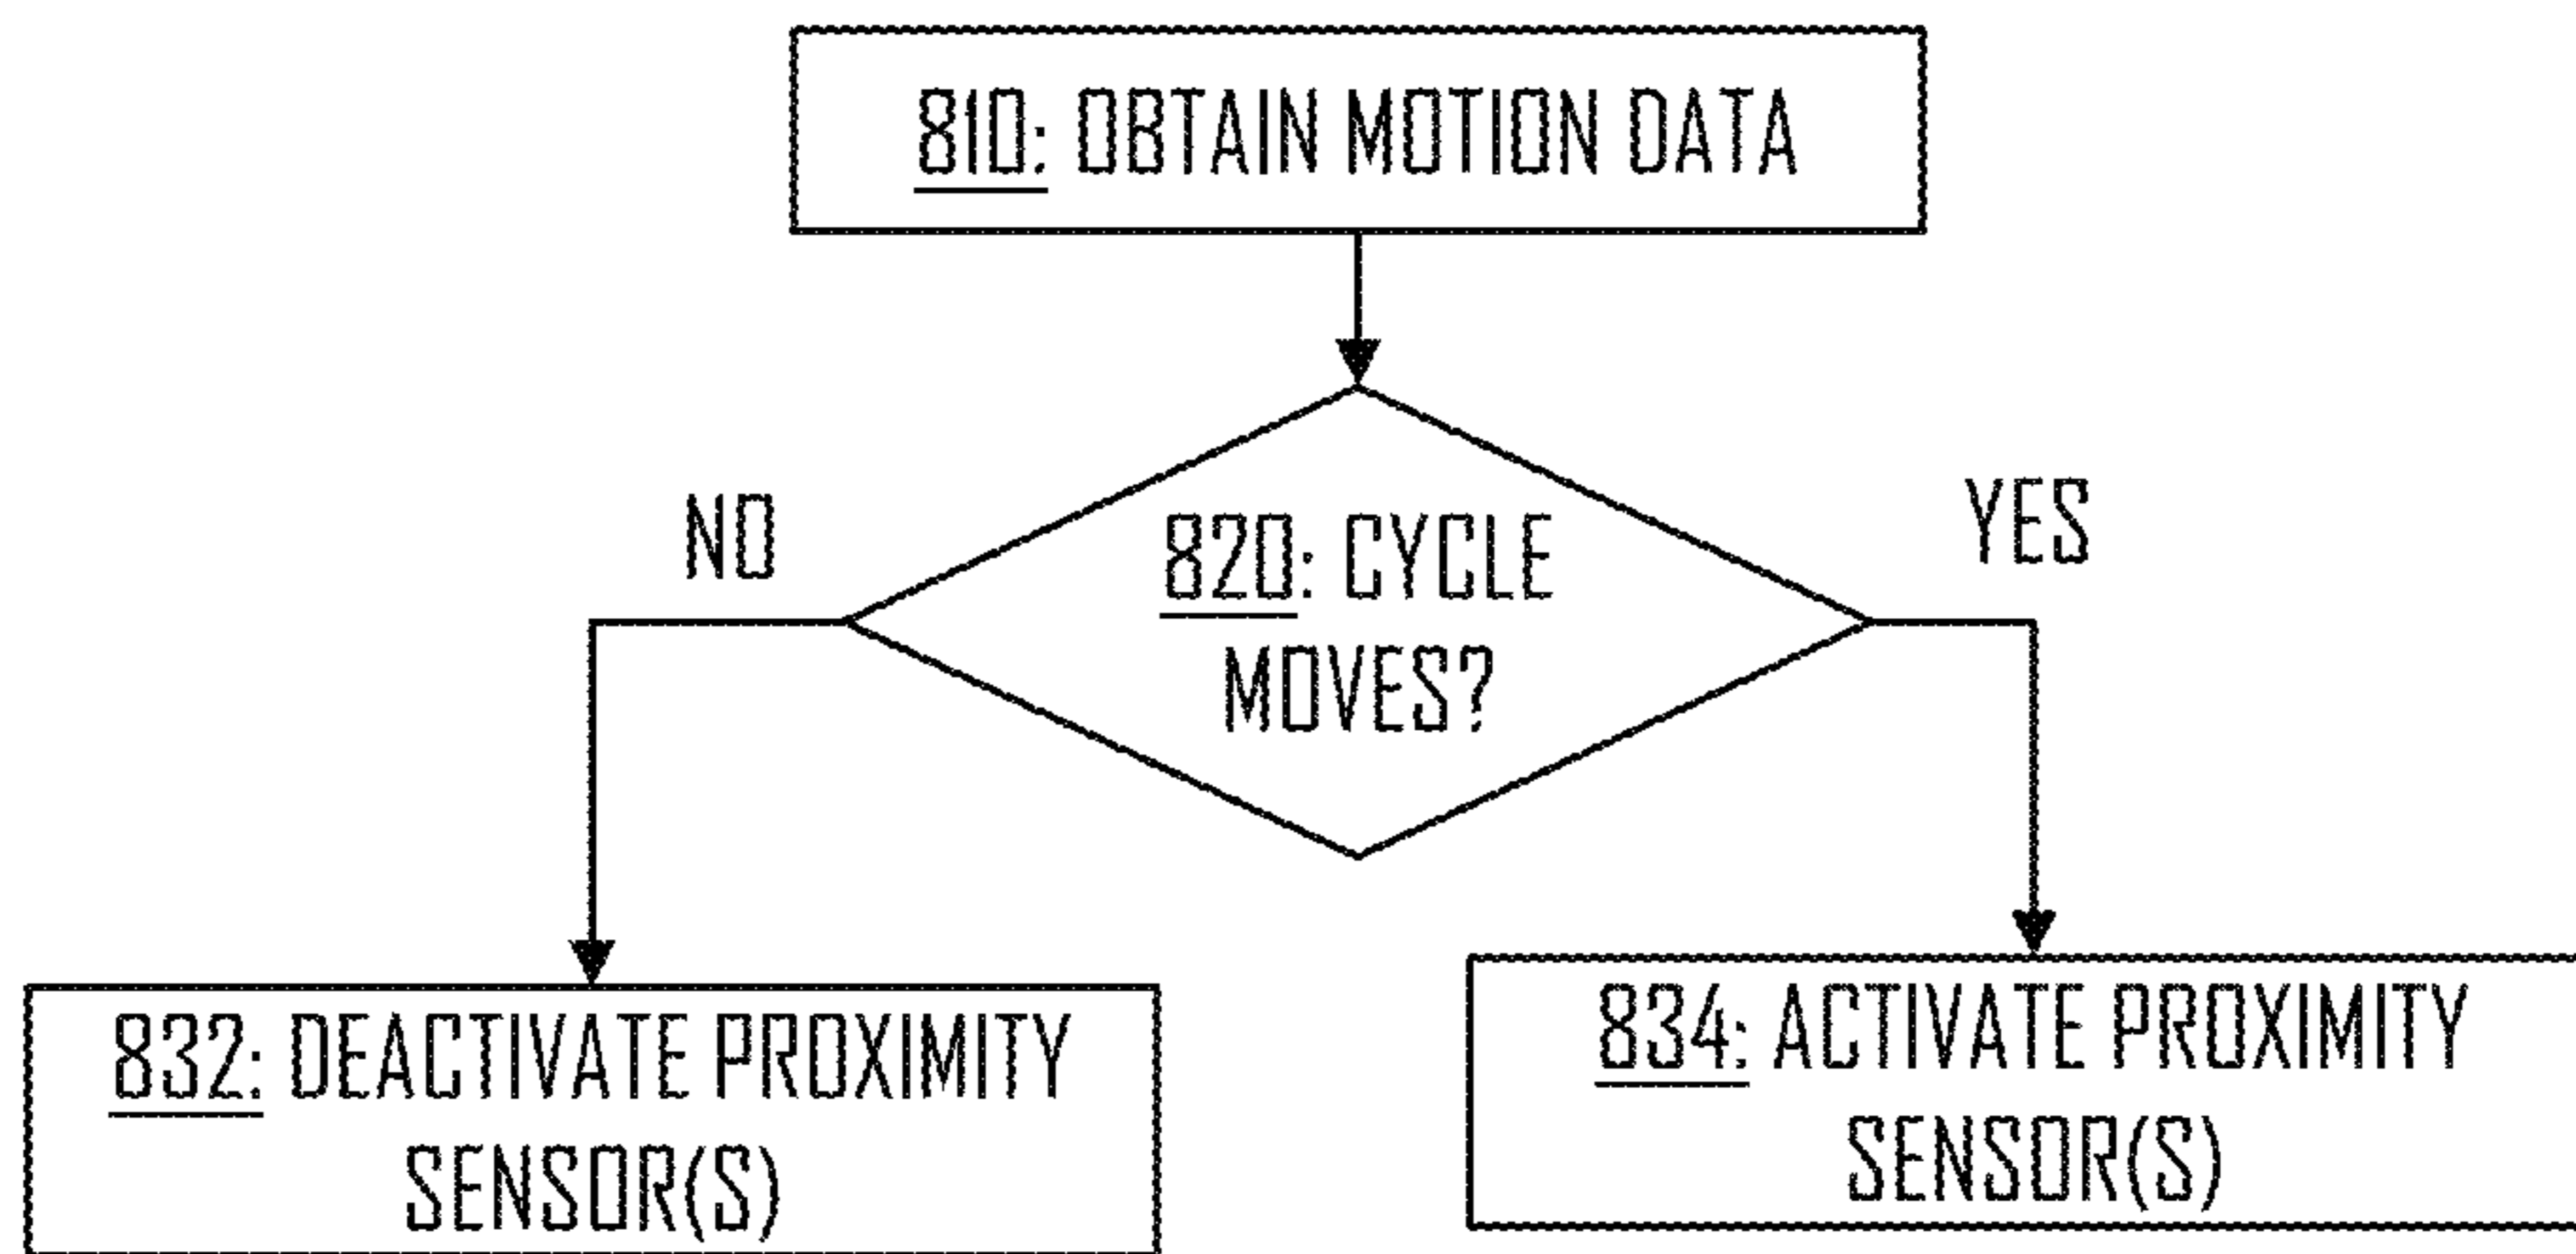 810: OBTAIN MOTION DATA
NO
YES
820: CYCLE
MOVES?
832: DEACTIVATE PROXIMITY
SENSOR(S)
834: ACTIVATE PROXIMITY
SENSOR(S)